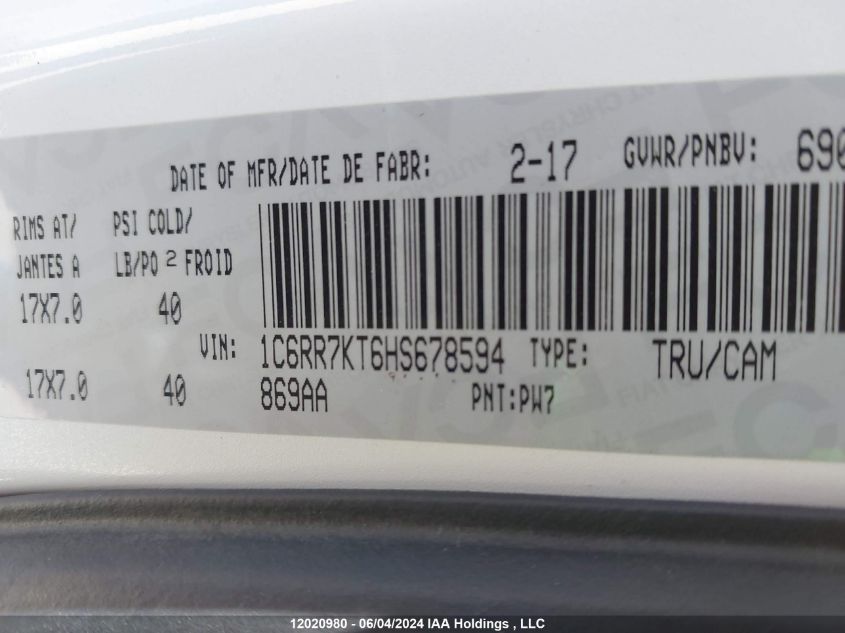 DATE OF MFR/DATE DE FABR: 2-17 GVWR/PNBV: 690
RIMS AT/ PSI COLD/
JANTES A LB/PO 2 FROID
17X7.0 40
VIN: 1C6RR7KT6HS678594 TYPE: TRU/CAM
17X7.0 40 869AA PNT:PW7
12020980 - 06/04/2024 IAA Holdings , LLC